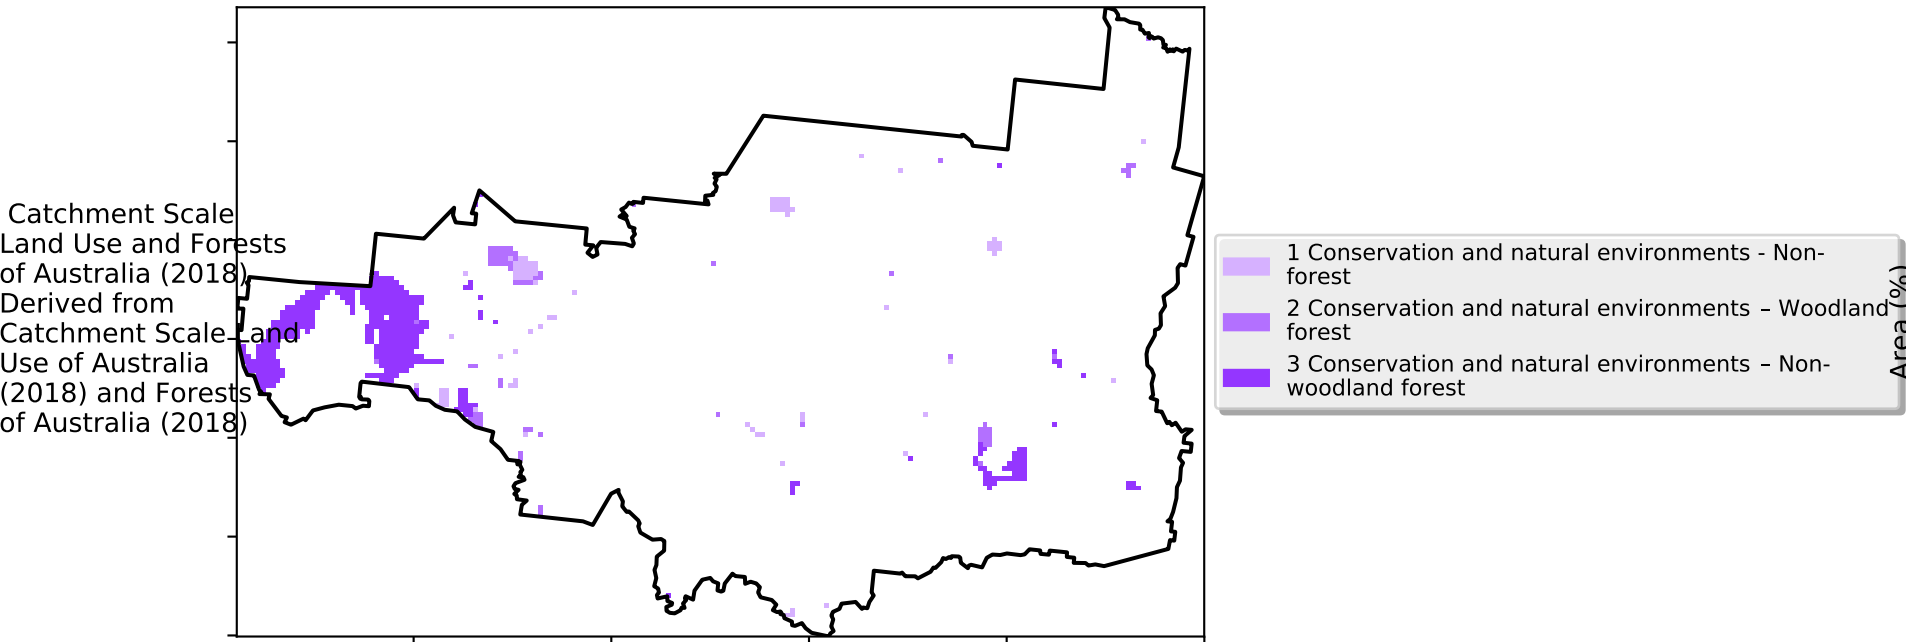 Catchment Scale
Land Use and Forests
of Australia (2018)
Derived from
Catchment Scale Land
Use of Australia
(2018) and Forests
of Australia (2018)
1 Conservation and natural environments - Non-
forest
2 Conservation and natural environments – Woodland
forest
3 Conservation and natural environments – Non-
woodland forest
Area (%)